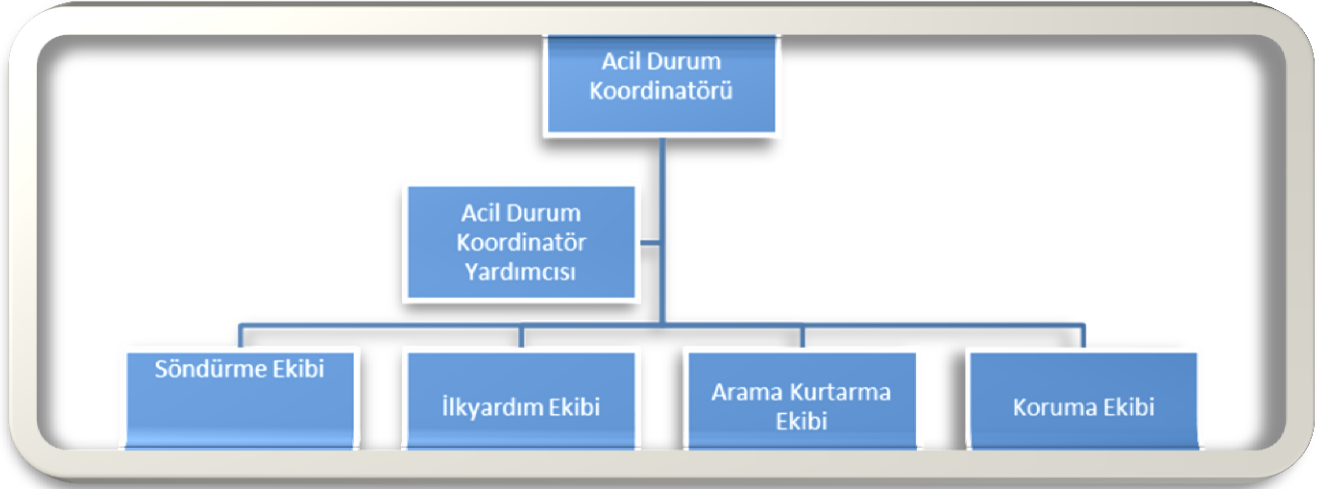 Acil Durum
Koordinatörü
Acil Durum
Koordinatör
Yardımcısı
Söndürme Ekibi
İlkyardım Ekibi
Arama Kurtarma
Ekibi
Koruma Ekibi